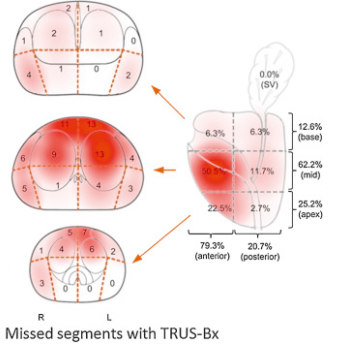 2 1
1 2 1 0
4 1 0 2
0.0%
(SV)
6.3% 6.3% 12.6%
(base)
11 13
6 9 13 4
5 1 4 3
50.5% 11.7% 62.2%
(mid)
22.5% 2.7% 25.2%
(apex)
5 7
1 4 6 2
3 0 0 0
79.3% 20.7%
(anterior) (posterior)
R L
Missed segments with TRUS-Bx